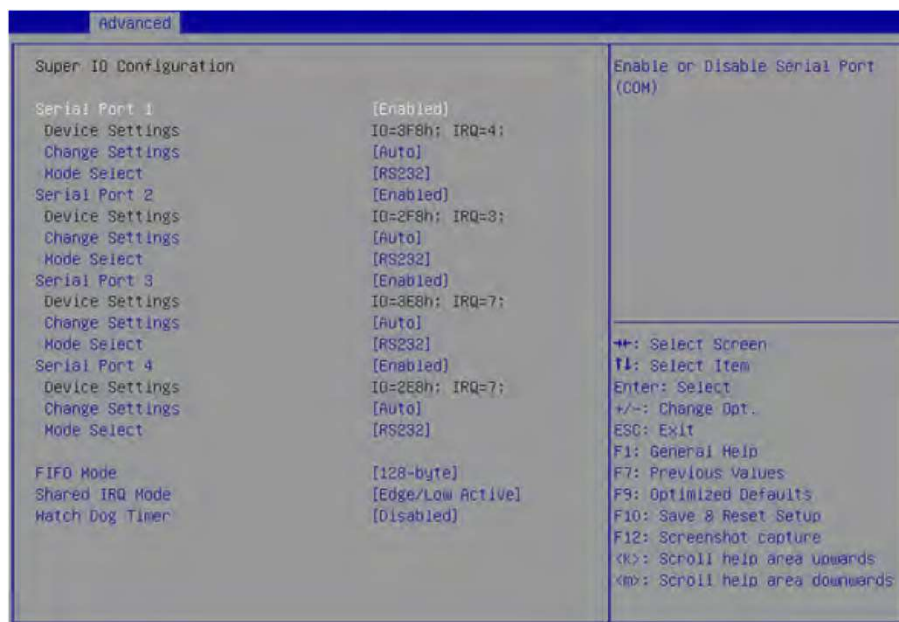 Advanced
Super IO Configuration
Serial Port 1 [Enabled]
Device Settings IO=3F8h; IRQ=4;
Change Settings [Auto]
Mode Select [RS232]
Serial Port 2 [Enabled]
Device Settings IO=2F8h; IRQ=3;
Change Settings [Auto]
Mode Select [RS232]
Serial Port 3 [Enabled]
Device Settings IO=3E8h; IRQ=7;
Change Settings [Auto]
Mode Select [RS232]
Serial Port 4 [Enabled]
Device Settings IO=2E8h; IRQ=7;
Change Settings [Auto]
Mode Select [RS232]
FIFO Mode [128-byte]
Shared IRQ Mode [Edge/Low Active]
Watch Dog Timer [Disabled]
Enable or Disable Serial Port
(COM)
→←: Select Screen
↑↓: Select Item
Enter: Select
+/-: Change Opt.
ESC: Exit
F1: General Help
F7: Previous Values
F9: Optimized Defaults
F10: Save & Reset Setup
F12: Screenshot capture
<k>: Scroll help area upwards
<m>: Scroll help area downwards